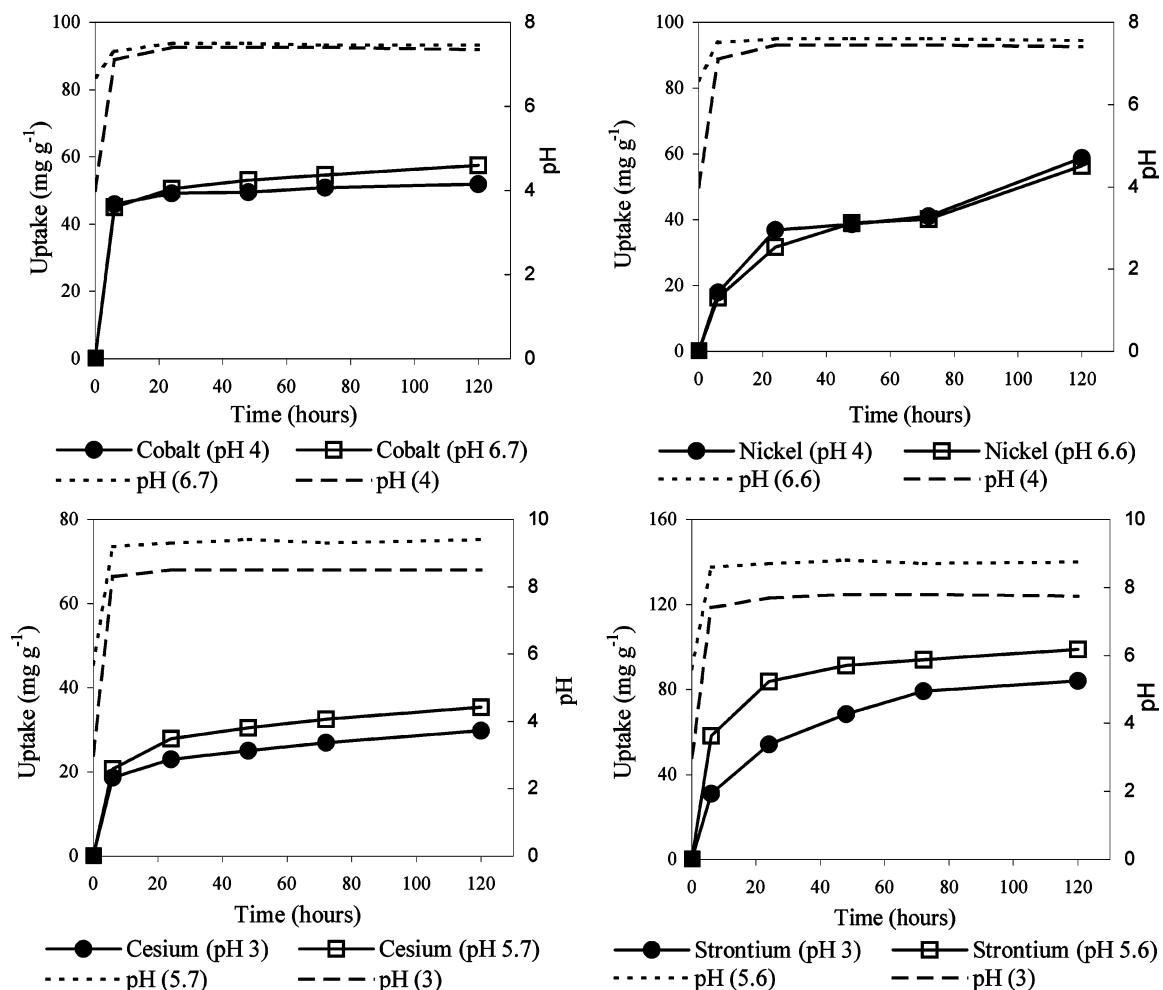 100
80
60
40
20
0
Uptake (mg g-1)
8
6
4
2
0
pH
0 20 40 60 80 100 120
Time (hours)
Cobalt (pH 4) Cobalt (pH 6.7)
pH (6.7) pH (4)
100
80
60
40
20
0
Uptake (mg g-1)
8
6
4
2
0
pH
0 20 40 60 80 100 120
Time (hours)
Nickel (pH 4) Nickel (pH 6.6)
pH (6.6) pH (4)
80
60
40
20
0
Uptake (mg g-1)
10
8
6
4
2
0
pH
0 20 40 60 80 100 120
Time (hours)
Cesium (pH 3) Cesium (pH 5.7)
pH (5.7) pH (3)
160
120
80
40
0
Uptake (mg g-1)
10
8
6
4
2
0
pH
0 20 40 60 80 100 120
Time (hours)
Strontium (pH 3) Strontium (pH 5.6)
pH (5.6) pH (3)